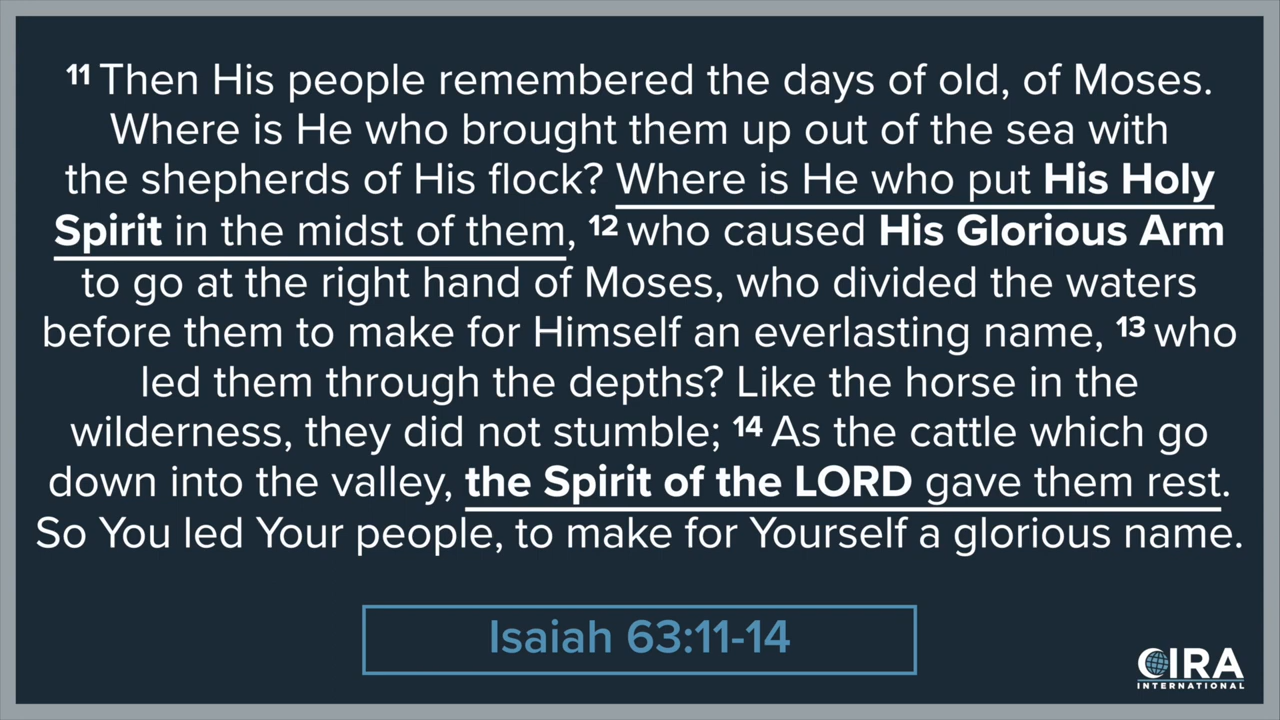 11 Then His people remembered the days of old, of Moses.
Where is He who brought them up out of the sea with
the shepherds of His flock? Where is He who put His Holy
Spirit in the midst of them, 12 who caused His Glorious Arm
to go at the right hand of Moses, who divided the waters
before them to make for Himself an everlasting name, 13 who
led them through the depths? Like the horse in the
wilderness, they did not stumble; 14 As the cattle which go
down into the valley, the Spirit of the LORD gave them rest.
So You led Your people, to make for Yourself a glorious name.
Isaiah 63:11-14
CIRA
INTERNATIONAL